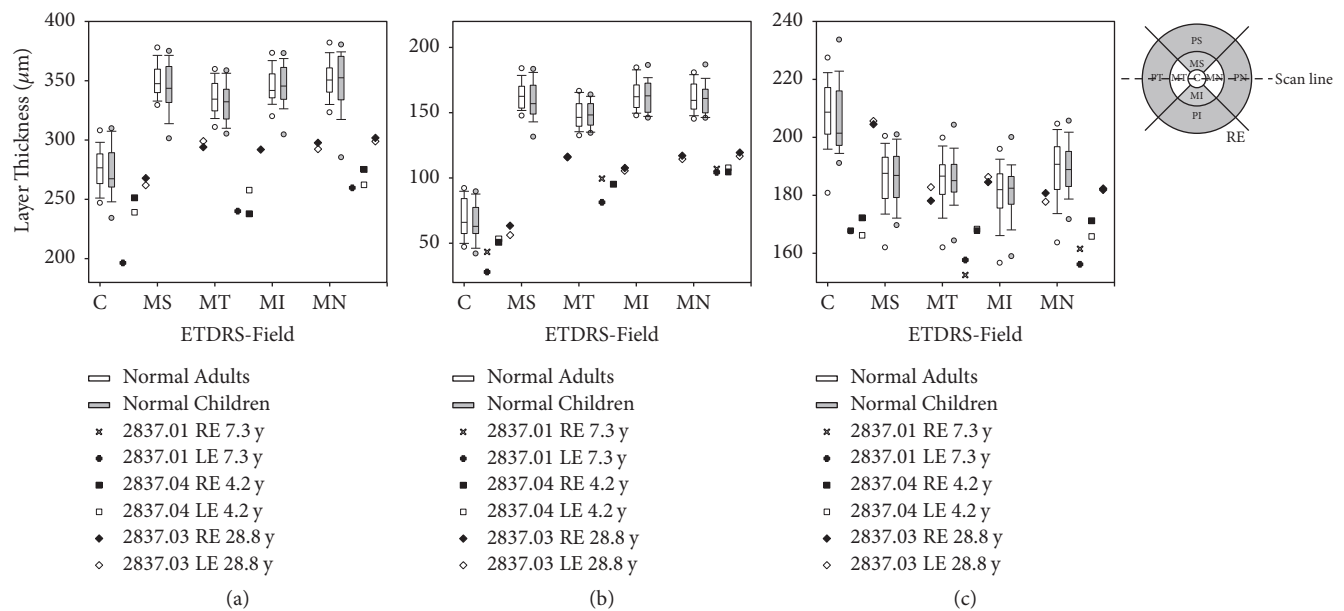 Layer Thickness (μm)
400
350
300
250
200
C MS MT MI MN
ETDRS-Field
Normal Adults
Normal Children
2837.01 RE 7.3 y
2837.01 LE 7.3 y
2837.04 RE 4.2 y
2837.04 LE 4.2 y
2837.03 RE 28.8 y
2837.03 LE 28.8 y
(a)
200
150
100
50
C MS MT MI MN
ETDRS-Field
Normal Adults
Normal Children
2837.01 RE 7.3 y
2837.01 LE 7.3 y
2837.04 RE 4.2 y
2837.04 LE 4.2 y
2837.03 RE 28.8 y
2837.03 LE 28.8 y
(b)
240
220
200
180
160
C MS MT MI MN
ETDRS-Field
Normal Adults
Normal Children
2837.01 RE 7.3 y
2837.01 LE 7.3 y
2837.04 RE 4.2 y
2837.04 LE 4.2 y
2837.03 RE 28.8 y
2837.03 LE 28.8 y
(c)
PS
MS
PT MT C MN PN Scan line
MI
PI
RE